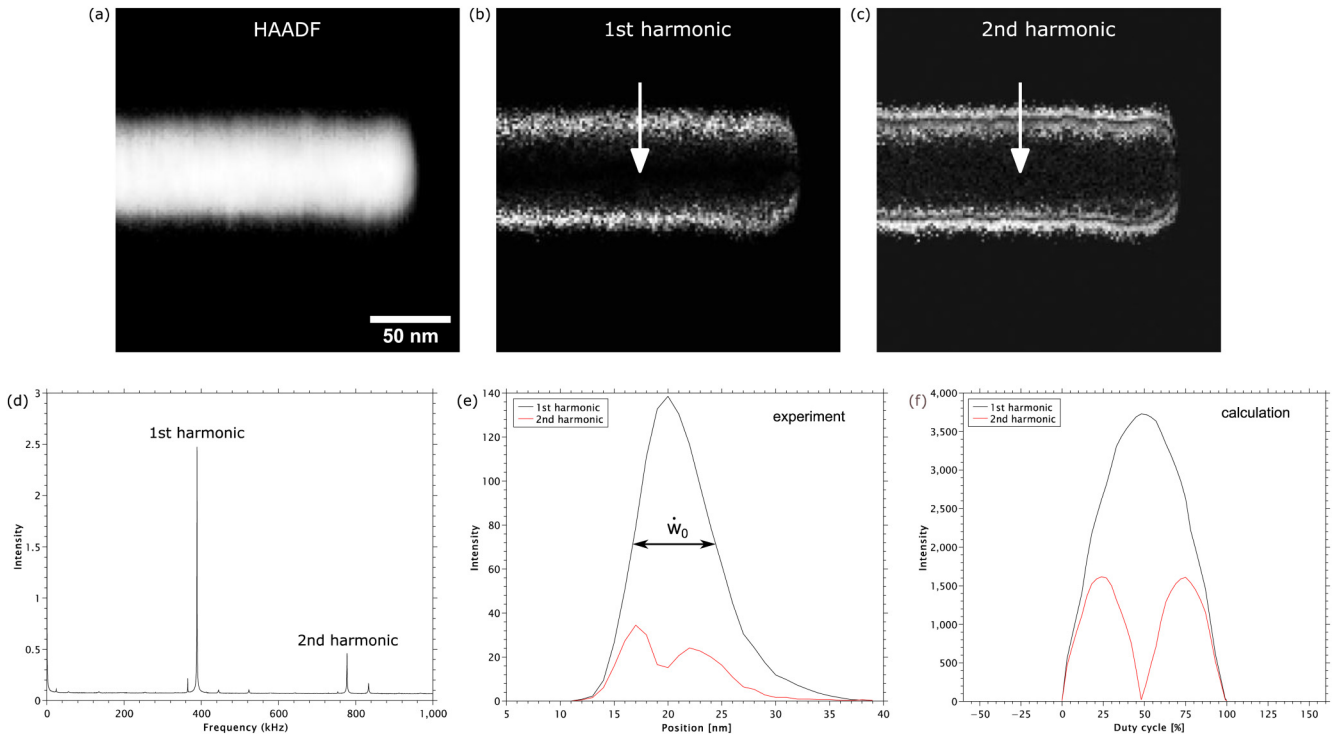 (a)
HAADF
50 nm
(b)
1st harmonic
(c)
2nd harmonic
(d)
3
2.5
2
1.5
1
0.5
0
Intensity
1st harmonic
2nd harmonic
0 200 400 600 800 1,000
Frequency (kHz)
(e)
140
120
100
80
60
40
20
0
Intensity
1st harmonic
2nd harmonic
experiment
ẇ0
5 10 15 20 25 30 35 40
Position [nm]
(f)
4,000
3,500
3,000
2,500
2,000
1,500
1,000
500
0
Intensity
1st harmonic
2nd harmonic
calculation
−50 −25 0 25 50 75 100 150
Duty cycle [%]